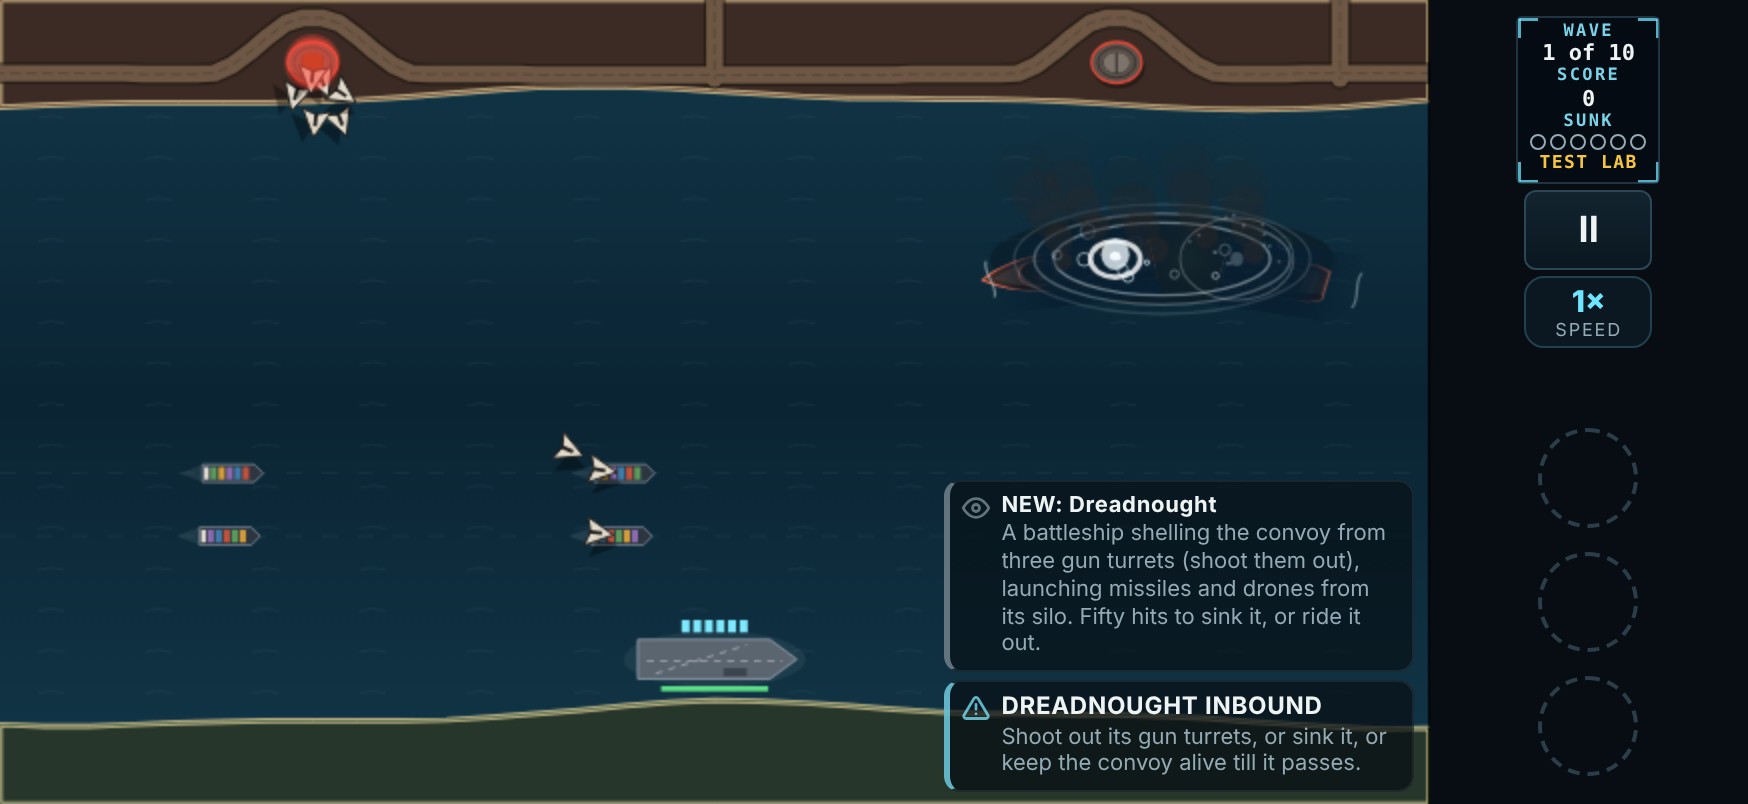 WAVE
1 of 10
SCORE
0
SUNK
TEST LAB
1×
SPEED
NEW: Dreadnought
A battleship shelling the convoy from
three gun turrets (shoot them out),
launching missiles and drones from
its silo. Fifty hits to sink it, or ride it
out.
DREADNOUGHT INBOUND
Shoot out its gun turrets, or sink it, or
keep the convoy alive till it passes.